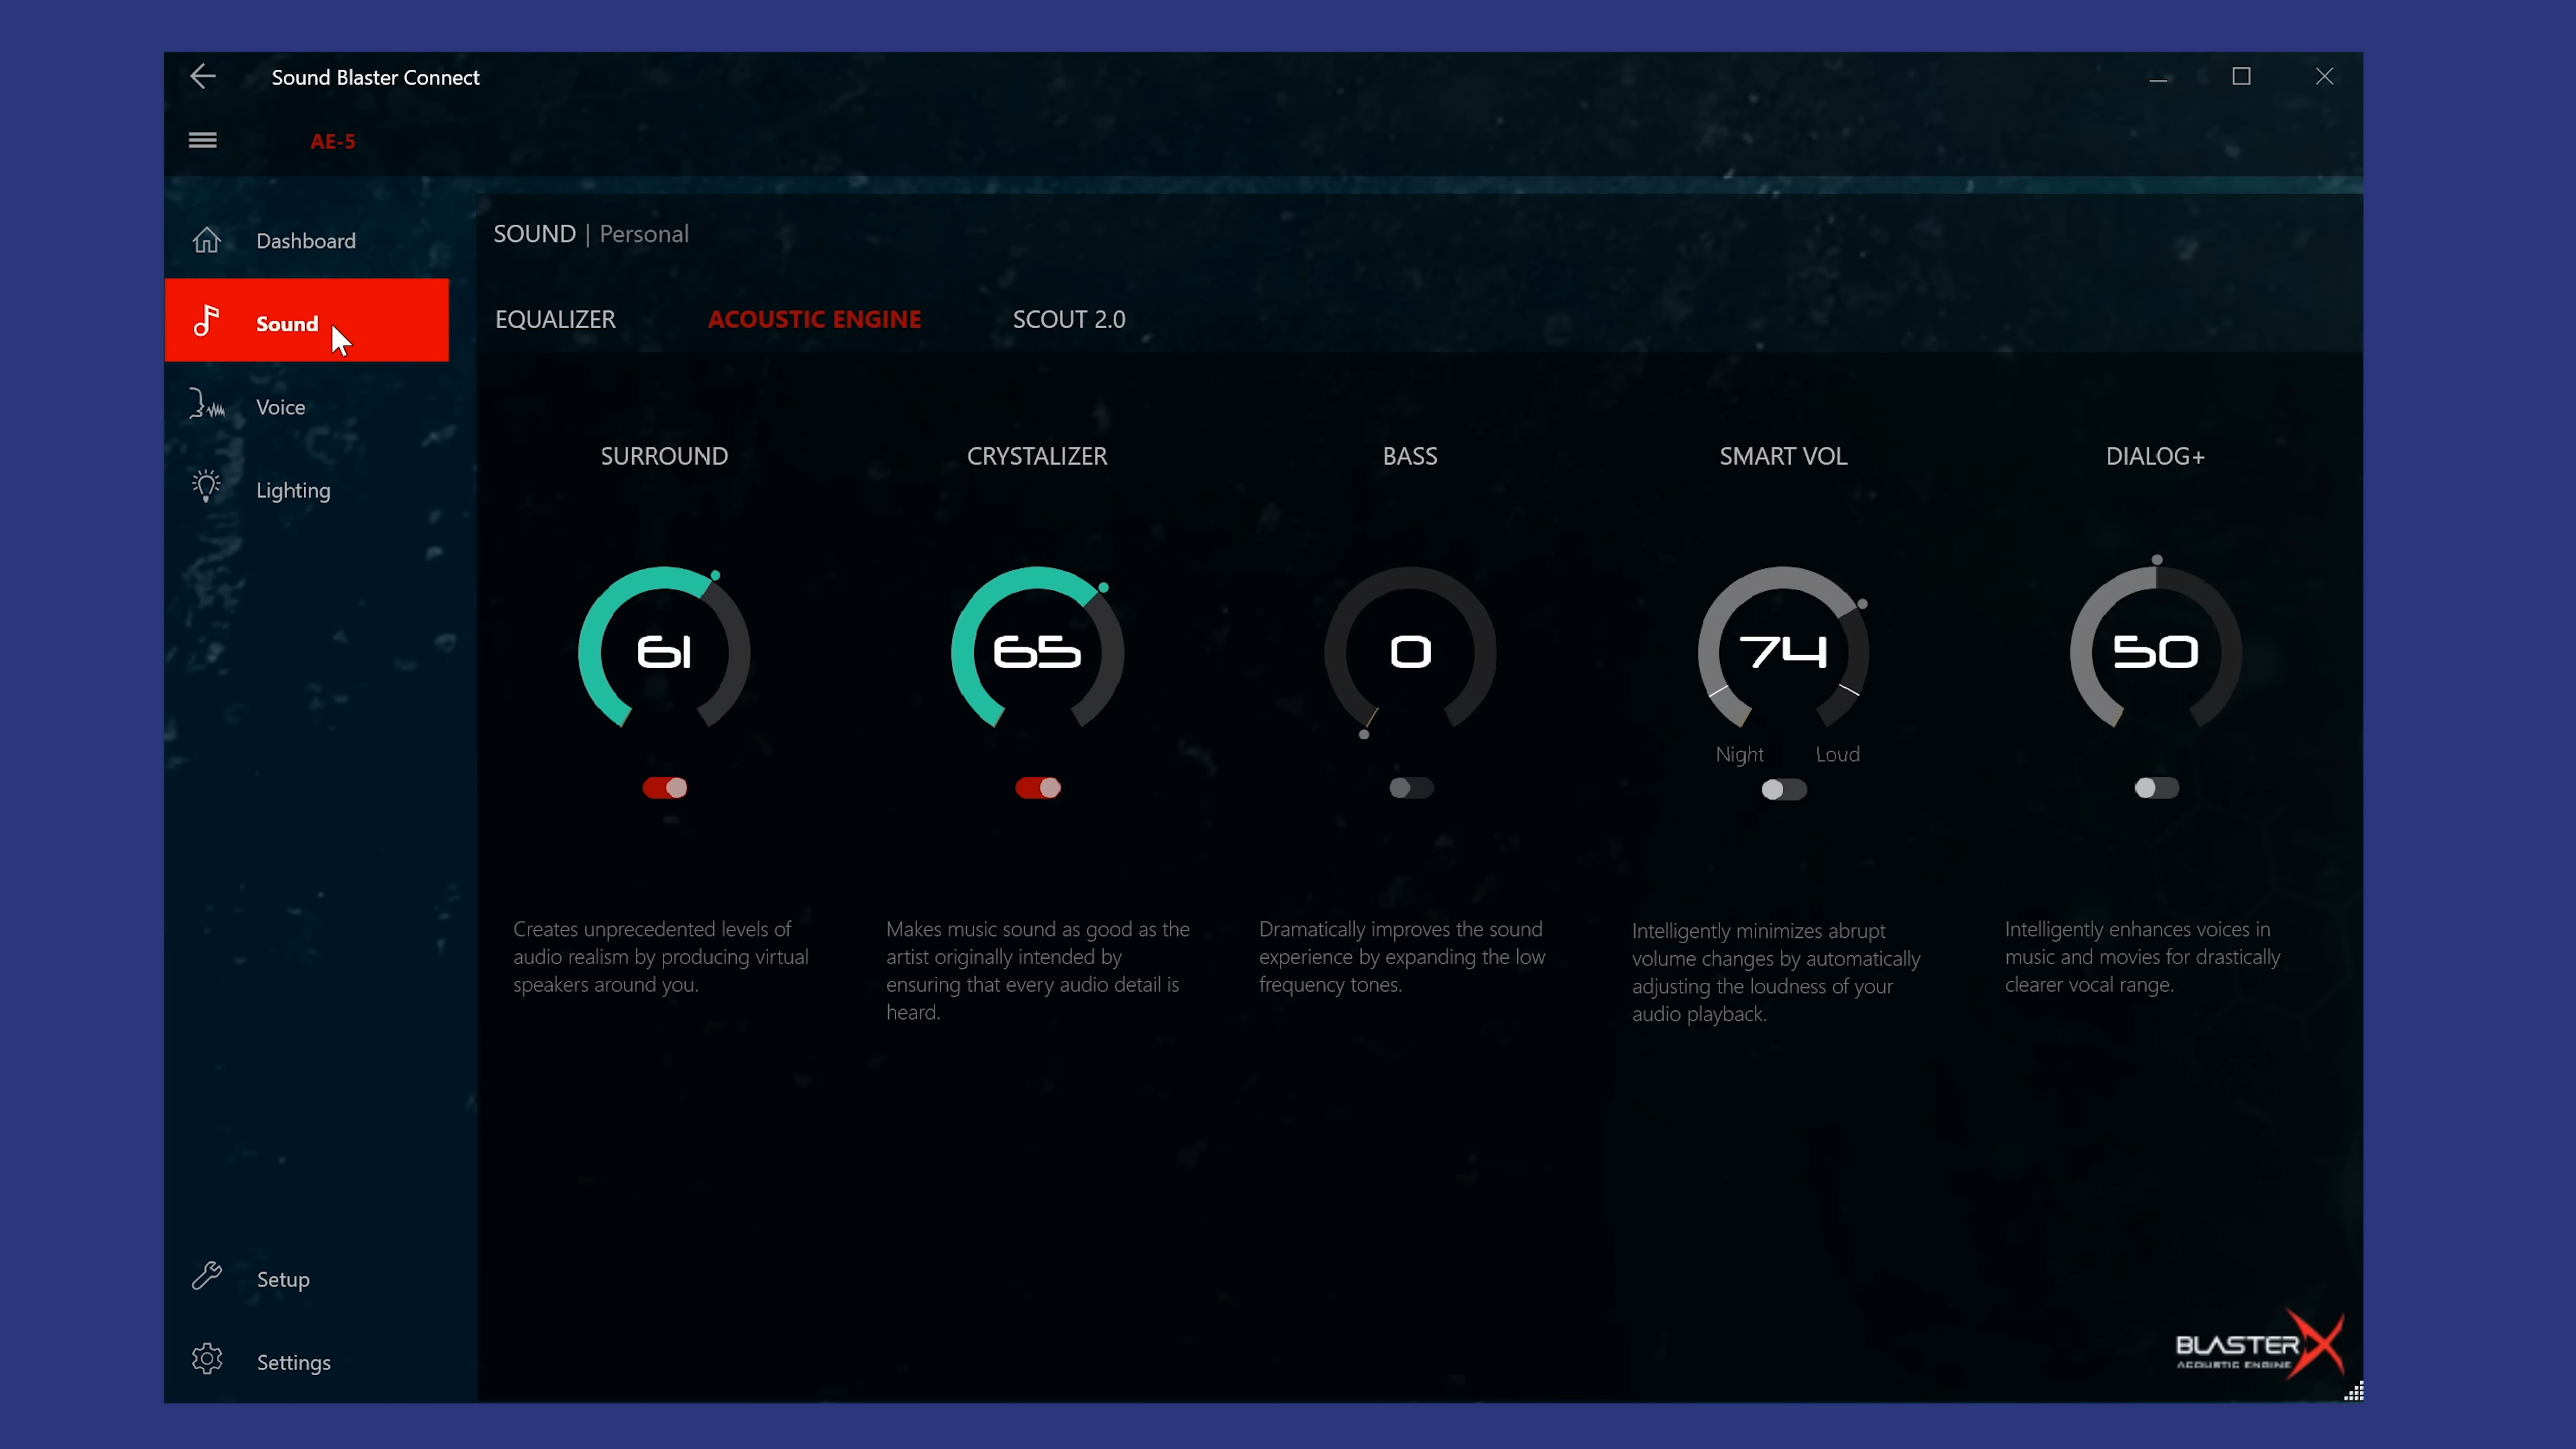 Sound Blaster Connect
AE-5
Dashboard
Sound
Voice
Lighting
Setup
Settings
SOUND | Personal
EQUALIZER
ACOUSTIC ENGINE
SCOUT 2.0
SURROUND
61
Creates unprecedented levels of
audio realism by producing virtual
speakers around you.
CRYSTALIZER
65
Makes music sound as good as the
artist originally intended by
ensuring that every audio detail is
heard.
BASS
0
Dramatically improves the sound
experience by expanding the low
frequency tones.
SMART VOL
74
Night
Loud
Intelligently minimizes abrupt
volume changes by automatically
adjusting the loudness of your
audio playback.
DIALOG+
50
Intelligently enhances voices in
music and movies for drastically
clearer vocal range.
BLASTERX
ACOUSTIC ENGINE